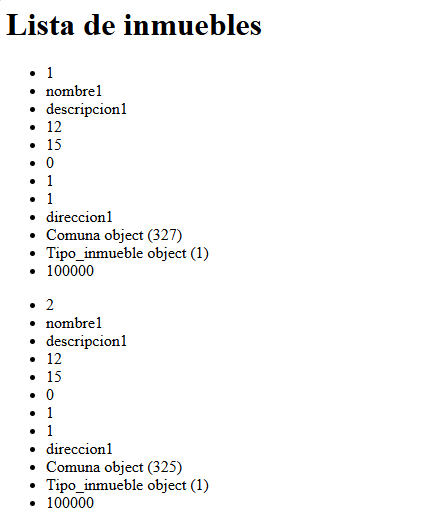 Lista de inmuebles
1
nombre1
descripcion1
12
15
0
1
1
direccion1
Comuna object (327)
Tipo_inmueble object (1)
100000
2
nombre1
descripcion1
12
15
0
1
1
direccion1
Comuna object (325)
Tipo_inmueble object (1)
100000